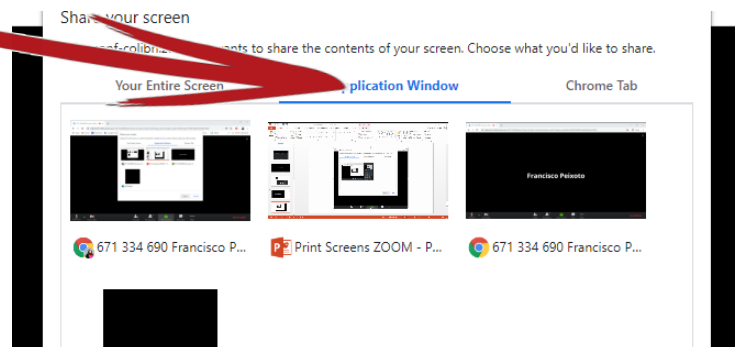 Share your screen
to share the contents of your screen. Choose what you'd like to share.
Your Entire Screen
plication Window
Chrome Tab
Francisco Peixoto
671 334 690 Francisco P...
Print Screens ZOOM - P...
671 334 690 Francisco P...